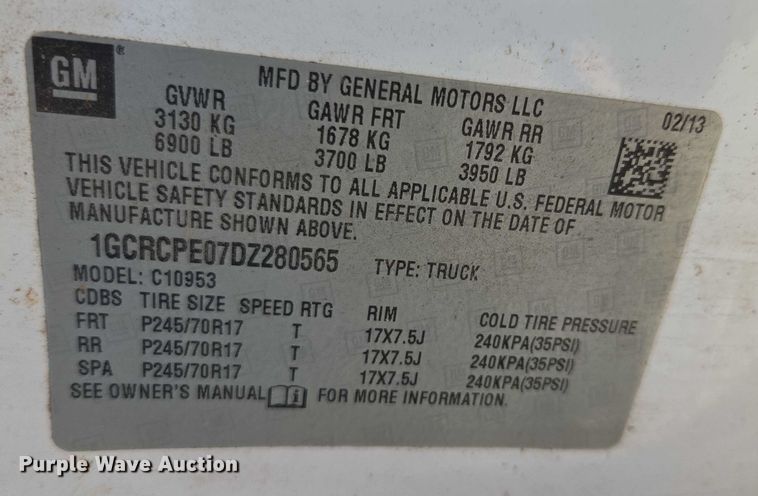 GM ®
MFD BY GENERAL MOTORS LLC
GVWR GAWR FRT GAWR RR 02/13
3130 KG 1678 KG 1792 KG
6900 LB 3700 LB 3950 LB
THIS VEHICLE CONFORMS TO ALL APPLICABLE U.S. FEDERAL MOTOR
VEHICLE SAFETY STANDARDS IN EFFECT ON THE DATE OF
MANUFACTURE SHOWN ABOVE.
1GCRCPE07DZ280565 TYPE: TRUCK
MODEL: C10953
CDBS TIRE SIZE SPEED RTG RIM COLD TIRE PRESSURE
FRT P245/70R17 T 17X7.5J 240KPA(35PSI)
RR P245/70R17 T 17X7.5J 240KPA(35PSI)
SPA P245/70R17 T 17X7.5J 240KPA(35PSI)
SEE OWNER'S MANUAL i FOR MORE INFORMATION.
Purple Wave Auction